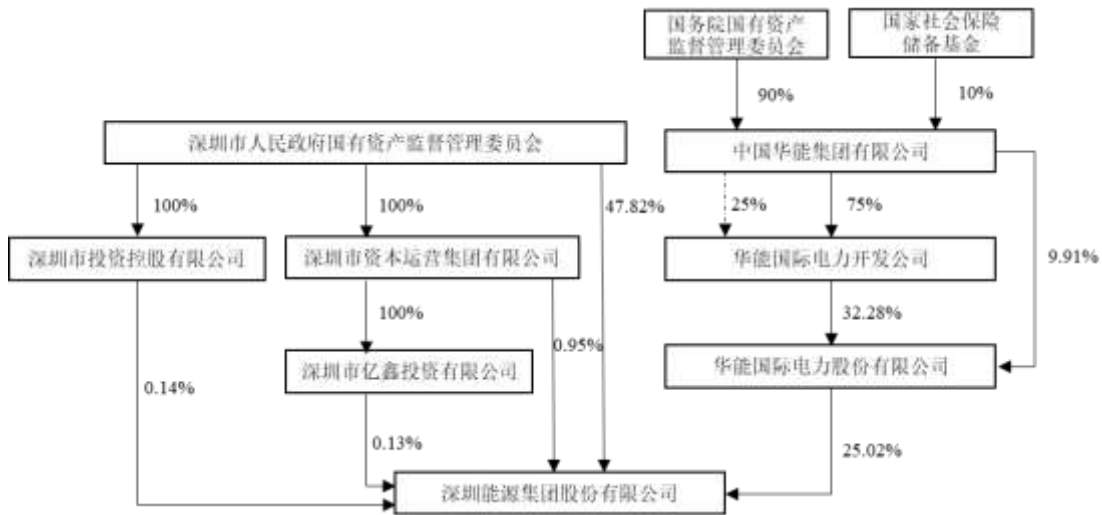 国务院国有资产
监督管理委员会
国家社会保险
储备基金
90%
10%
深圳市人民政府国有资产监督管理委员会
中国华能集团有限公司
100%
100%
47.82%
25%
75%
深圳市投资控股有限公司
深圳市资本运营集团有限公司
华能国际电力开发公司
9.91%
100%
32.28%
0.95%
深圳市亿鑫投资有限公司
华能国际电力股份有限公司
0.14%
0.13%
25.02%
深圳能源集团股份有限公司